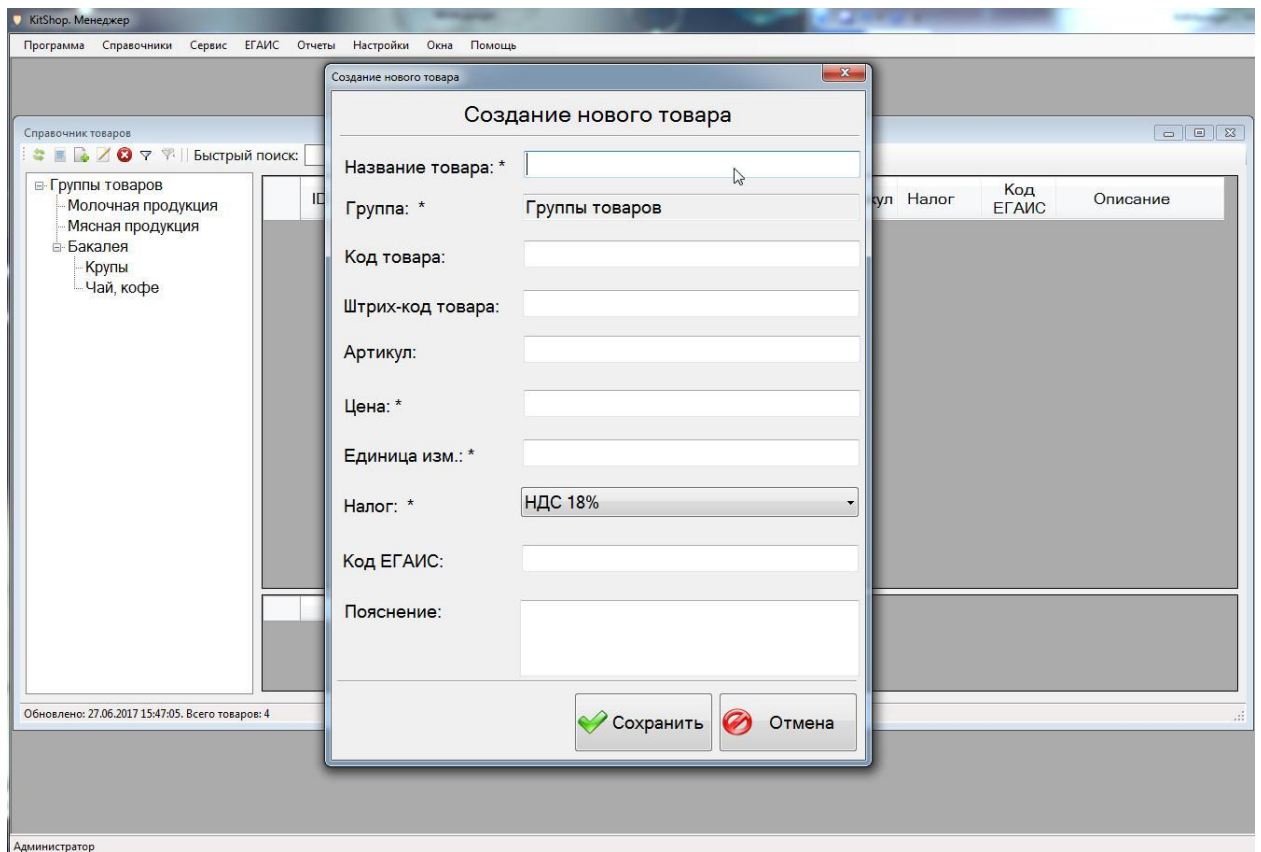 KitShop. Менеджер
Программа Справочники Сервис ЕГАИС Отчеты Настройки Окна Помощь
Создание нового товара
Создание нового товара
Справочник товаров
Быстрый поиск:
Группы товаров
Молочная продукция
Мясная продукция
Бакалея
Крупы
Чай, кофе
ID
Налог Код ЕГАИС Описание
Название товара: *
Группа: * Группы товаров
Код товара:
Штрих-код товара:
Артикул:
Цена: *
Единица изм.: *
Налог: * НДС 18%
Код ЕГАИС:
Пояснение:
Сохранить Отмена
Обновлено: 27.06.2017 15:47:05. Всего товаров: 4
Администратор